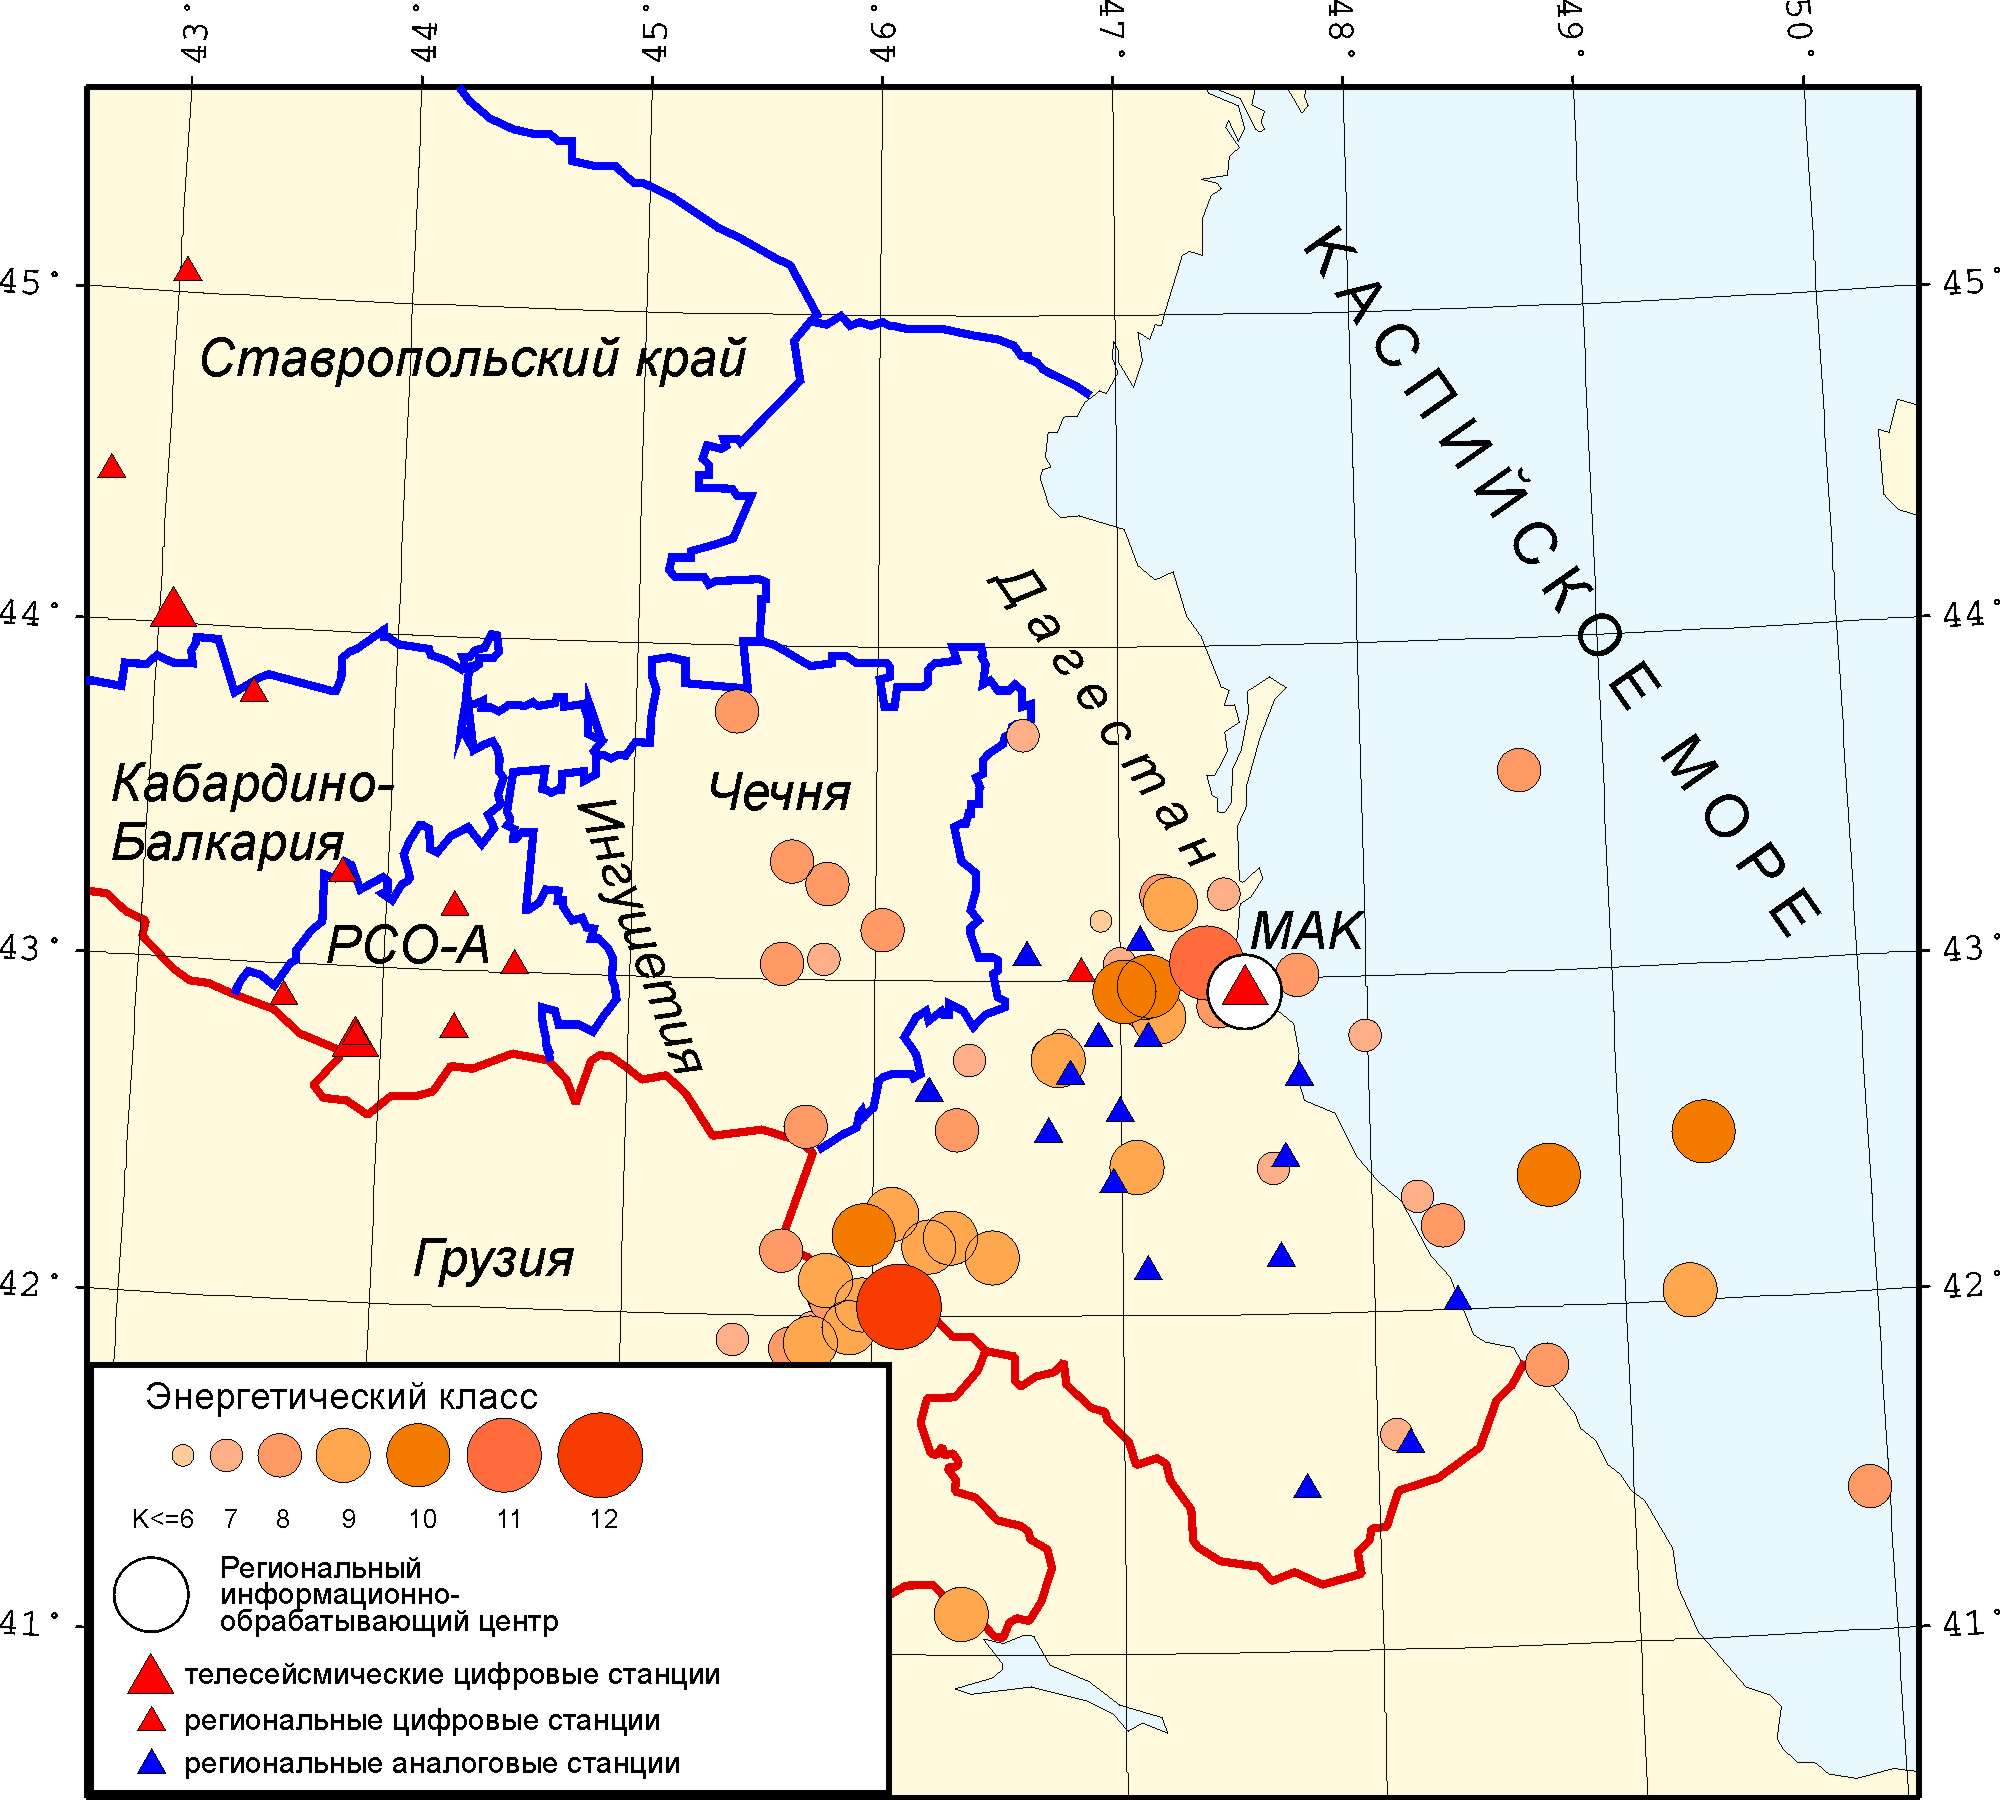 43°
44°
45°
46°
47°
48°
49°
50°
45°
45°
КАСПИЙСКОЕ МОРЕ
Ставропольский край
44°
44°
Дагестан
Кабардино-
Балкария
Чечня
Ингушетия
РСО-А
МАК
43°
43°
Грузия
42°
42°
Энергетический класс
K<=6 7 8 9 10 11 12
Региональный
информационно-
обрабатывающий центр
41°
41°
телесейсмические цифровые станции
региональные цифровые станции
региональные аналоговые станции